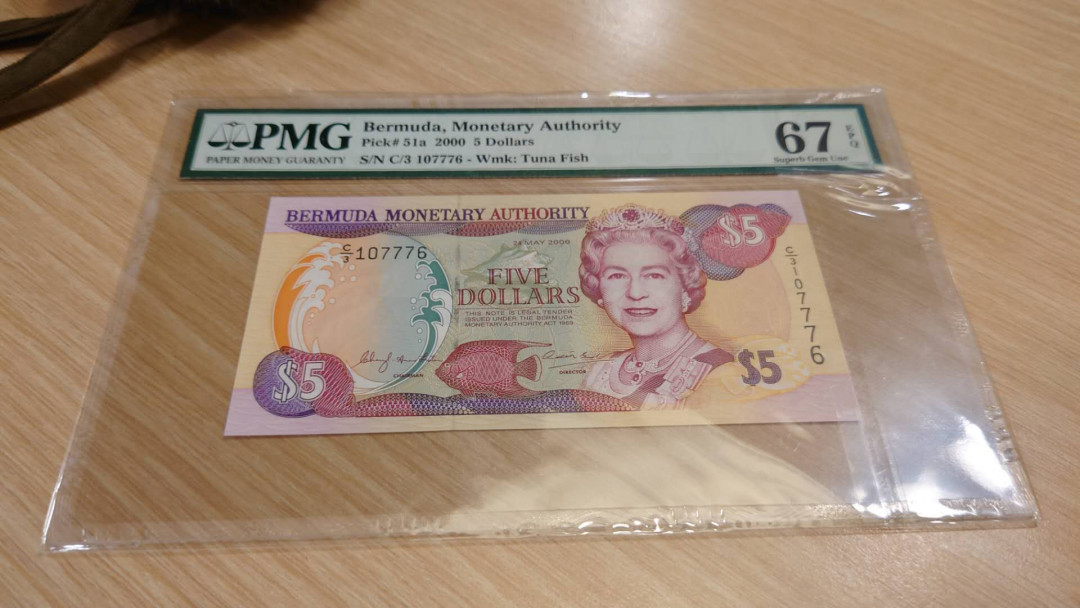 PMG
PAPER MONEY GUARANTY
Bermuda, Monetary Authority
Pick# 51a 2000 5 Dollars
S/N C/3 107776 - Wmk: Tuna Fish
67 EPQ
Superb Gem Unc
BERMUDA MONETARY AUTHORITY
$5
24 MAY 2000
C/3 107776
FIVE
DOLLARS
THIS NOTE IS LEGAL TENDER
ISSUED UNDER THE BERMUDA
MONETARY AUTHORITY ACT 1969
C/3 107776
$5
CHAIRMAN
DIRECTOR
$5